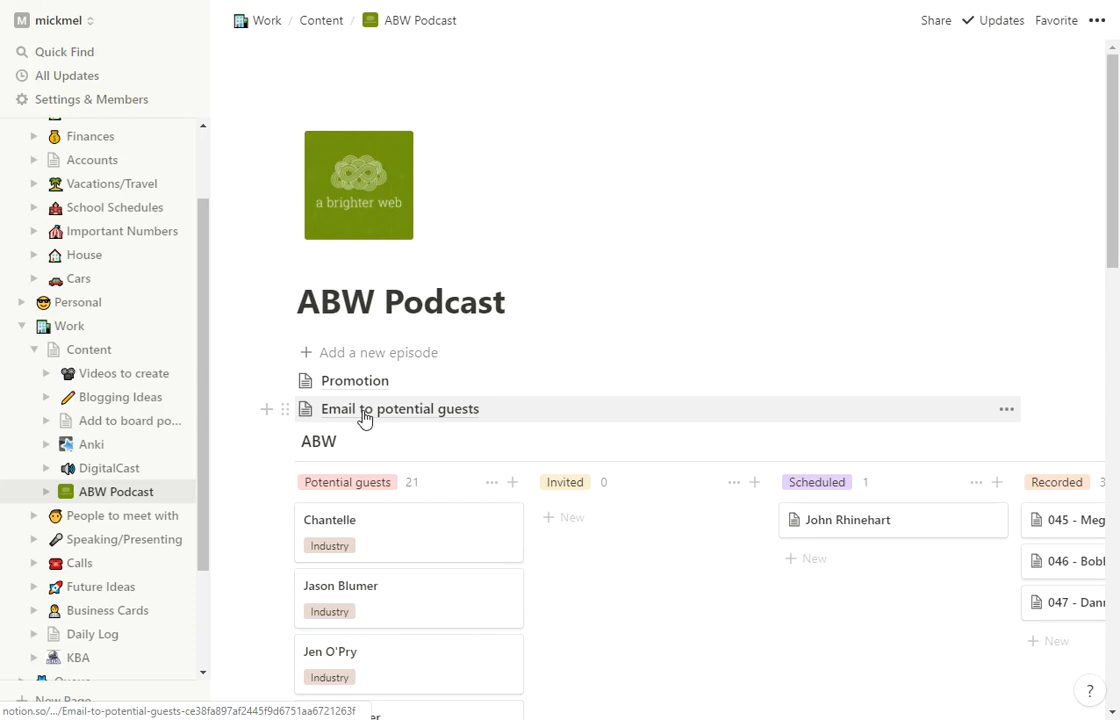 M mickmel
Work / Content / ABW Podcast
Share Updates Favorite
Quick Find
All Updates
Settings & Members
Finances
Accounts
Vacations/Travel
School Schedules
Important Numbers
House
Cars
Personal
Work
Content
Videos to create
Blogging Ideas
Add to board po...
Anki
DigitalCast
ABW Podcast
People to meet with
Speaking/Presenting
Calls
Future Ideas
Business Cards
Daily Log
KBA
+ New Page
notion.so/.../Email-to-potential-guests-ce38fa897af2445f9d6751aa6721263f
a brighter web
ABW Podcast
+ Add a new episode
Promotion
Email to potential guests
ABW
Potential guests 21
Invited 0
Scheduled 1
Recorded 3
Chantelle
Industry
Jason Blumer
Industry
Jen O'Pry
Industry
+ New
John Rhinehart
+ New
045 - Meg
046 - Bobl
047 - Dann
+ New
?